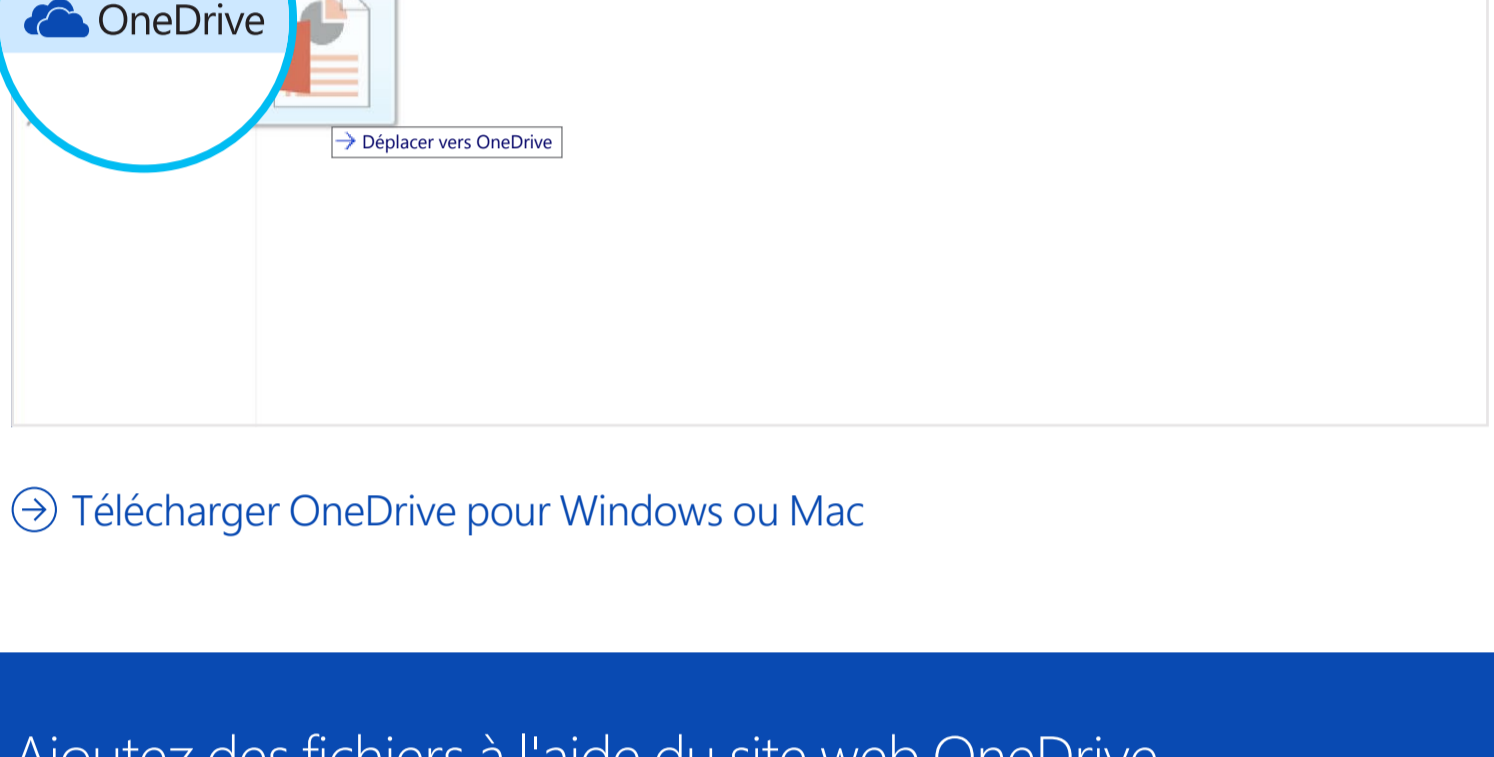 OneDrive
Déplacer vers OneDrive
Télécharger OneDrive pour Windows ou Mac
Ajoutez des fichiers à l'aide du site web OneDrive